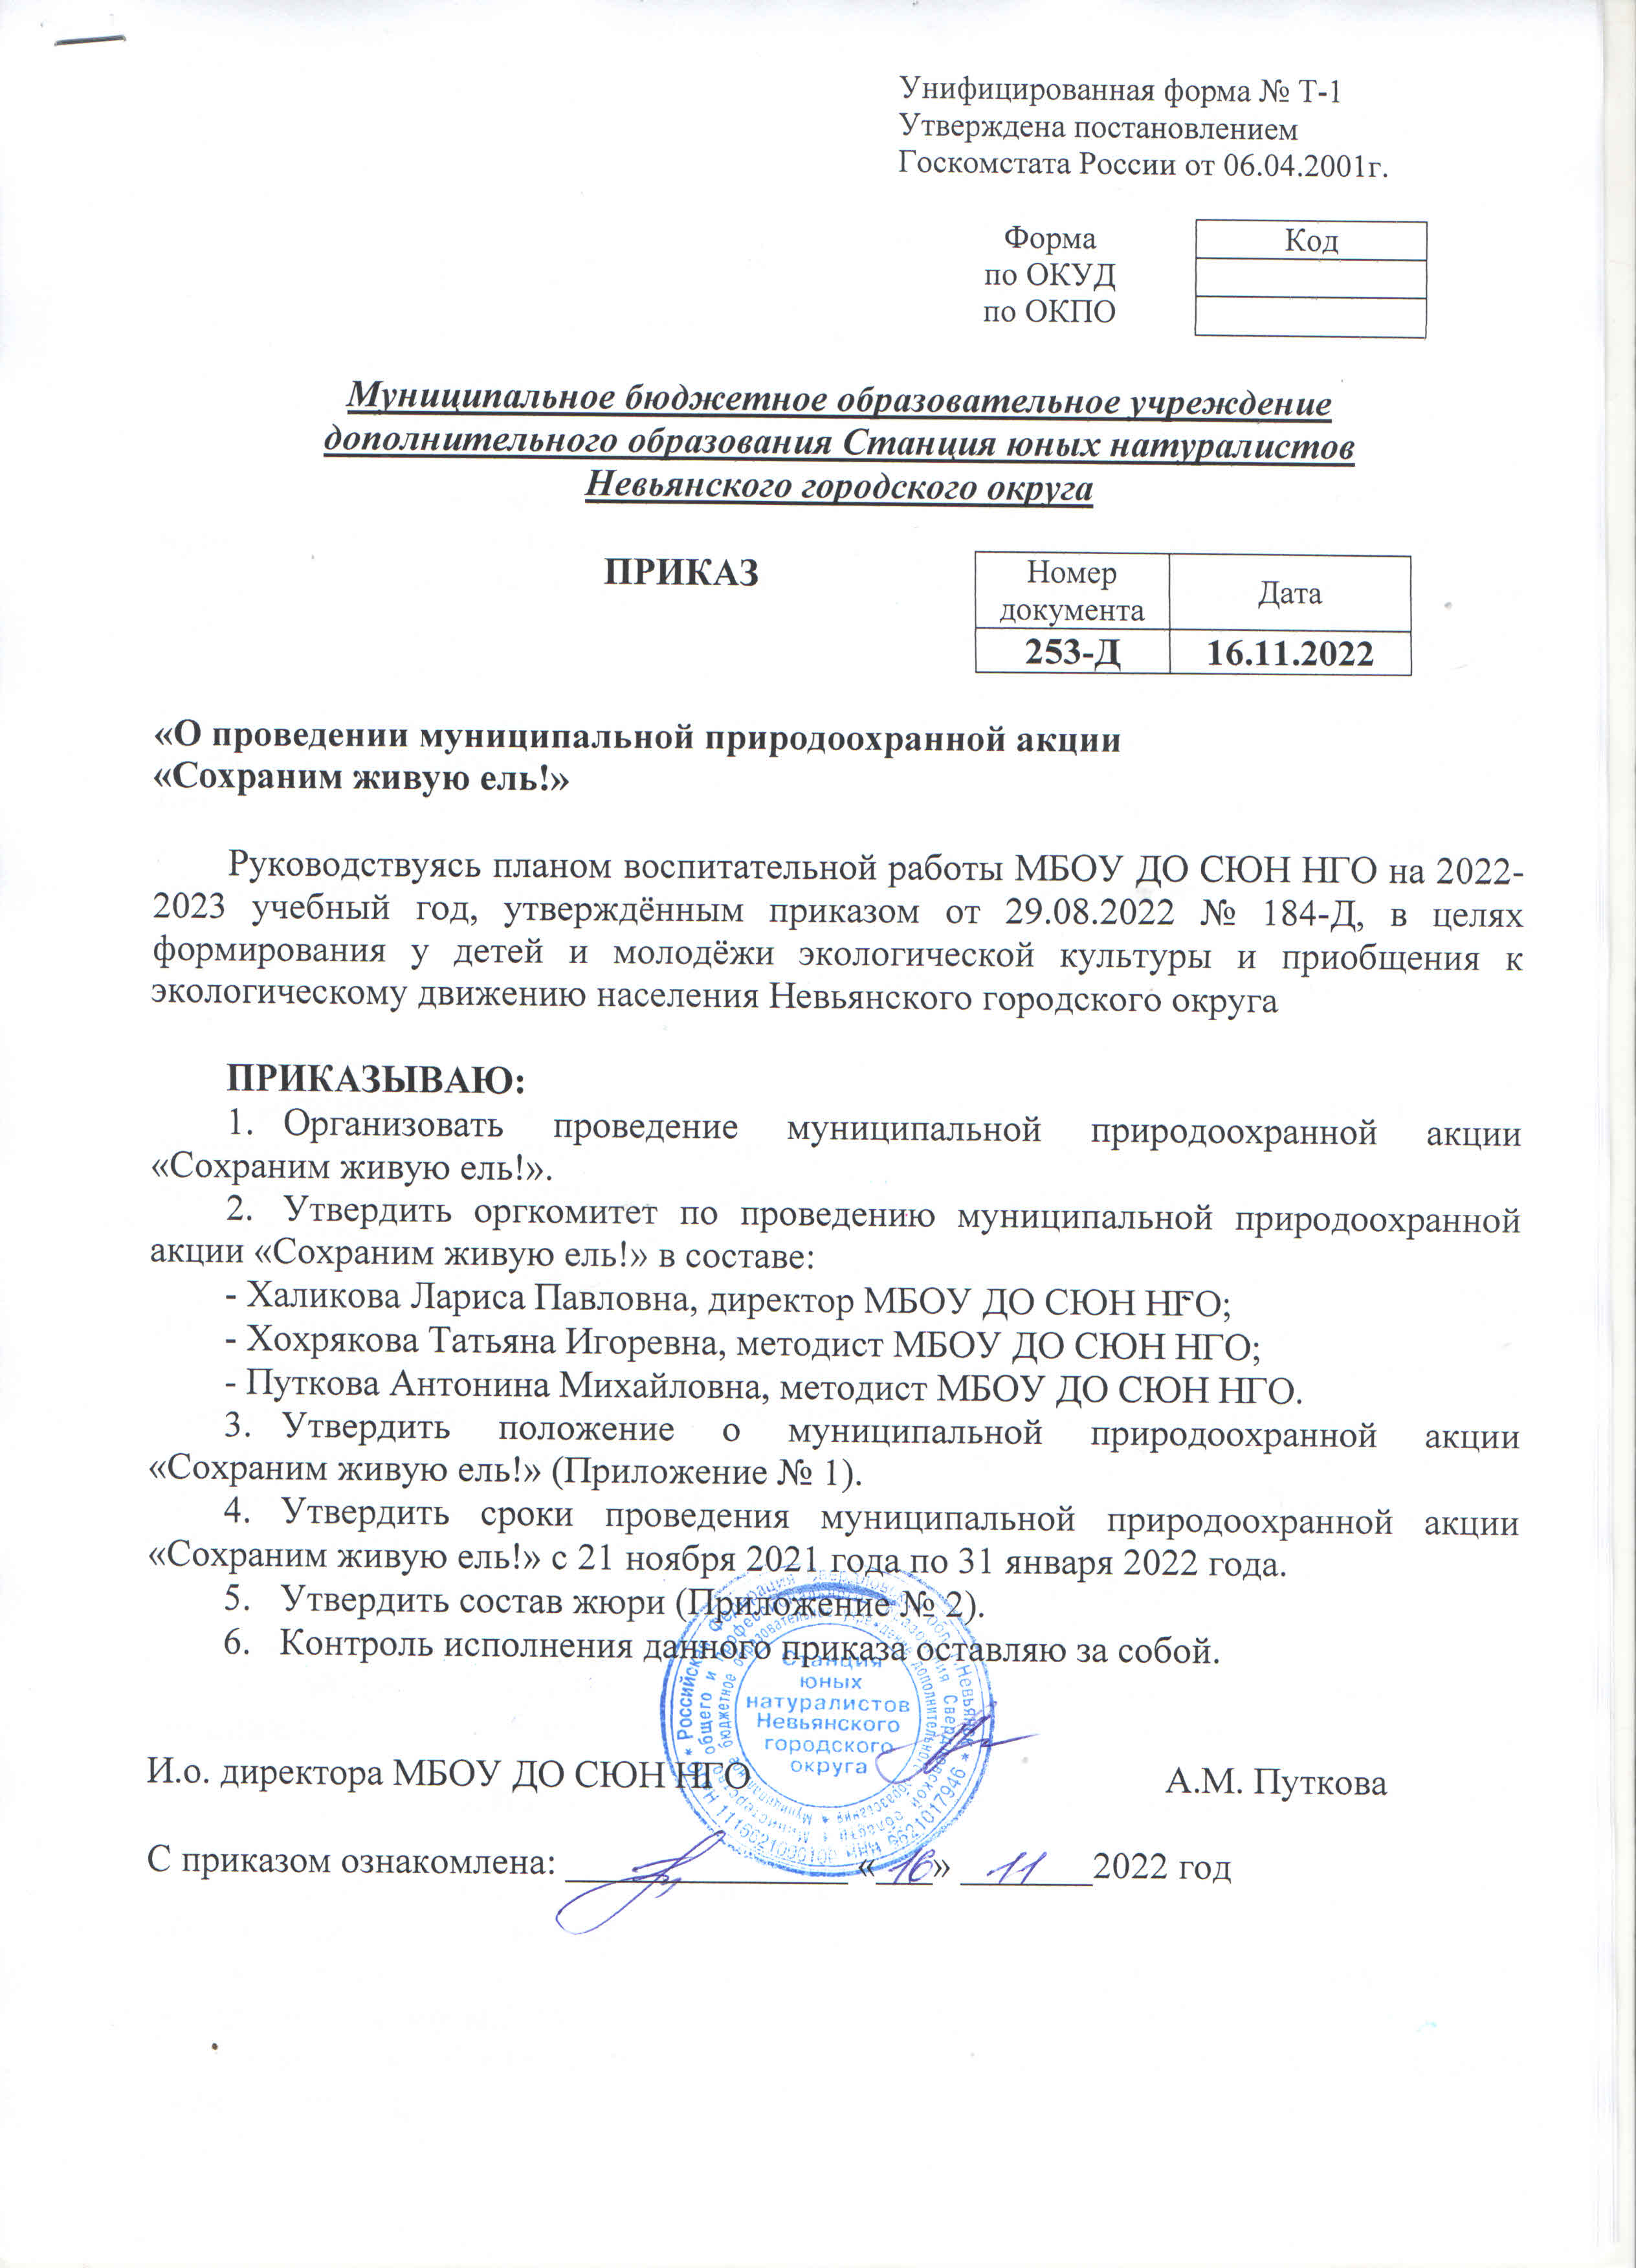 Унифицированная форма № Т-1
Утверждена постановлением
Госкомстата России от 06.04.2001г.
Форма Код
по ОКУД
по ОКПО
Муниципальное бюджетное образовательное учреждение
дополнительного образования Станция юных натуралистов
Невьянского городского округа
ПРИКАЗ
Номер документа Дата
253-Д 16.11.2022
«О проведении муниципальной природоохранной акции
«Сохраним живую ель!»
Руководствуясь планом воспитательной работы МБОУ ДО СЮН НГО на 2022-
2023 учебный год, утверждённым приказом от 29.08.2022 № 184-Д, в целях
формирования у детей и молодёжи экологической культуры и приобщения к
экологическому движению населения Невьянского городского округа
ПРИКАЗЫВАЮ:
1. Организовать проведение муниципальной природоохранной акции
«Сохраним живую ель!».
2. Утвердить оргкомитет по проведению муниципальной природоохранной
акции «Сохраним живую ель!» в составе:
- Халикова Лариса Павловна, директор МБОУ ДО СЮН НГО;
- Хохрякова Татьяна Игоревна, методист МБОУ ДО СЮН НГО;
- Путкова Антонина Михайловна, методист МБОУ ДО СЮН НГО.
3. Утвердить положение о муниципальной природоохранной акции
«Сохраним живую ель!» (Приложение № 1).
4. Утвердить сроки проведения муниципальной природоохранной акции
«Сохраним живую ель!» с 21 ноября 2021 года по 31 января 2022 года.
5. Утвердить состав жюри (Приложение № 2).
6. Контроль исполнения данного приказа оставляю за собой.
Станция
юных
натуралистов
Невьянского
городского
округа
И.о. директора МБОУ ДО СЮН НГО А.М. Путкова
С приказом ознакомлена: «16» 11 2022 год